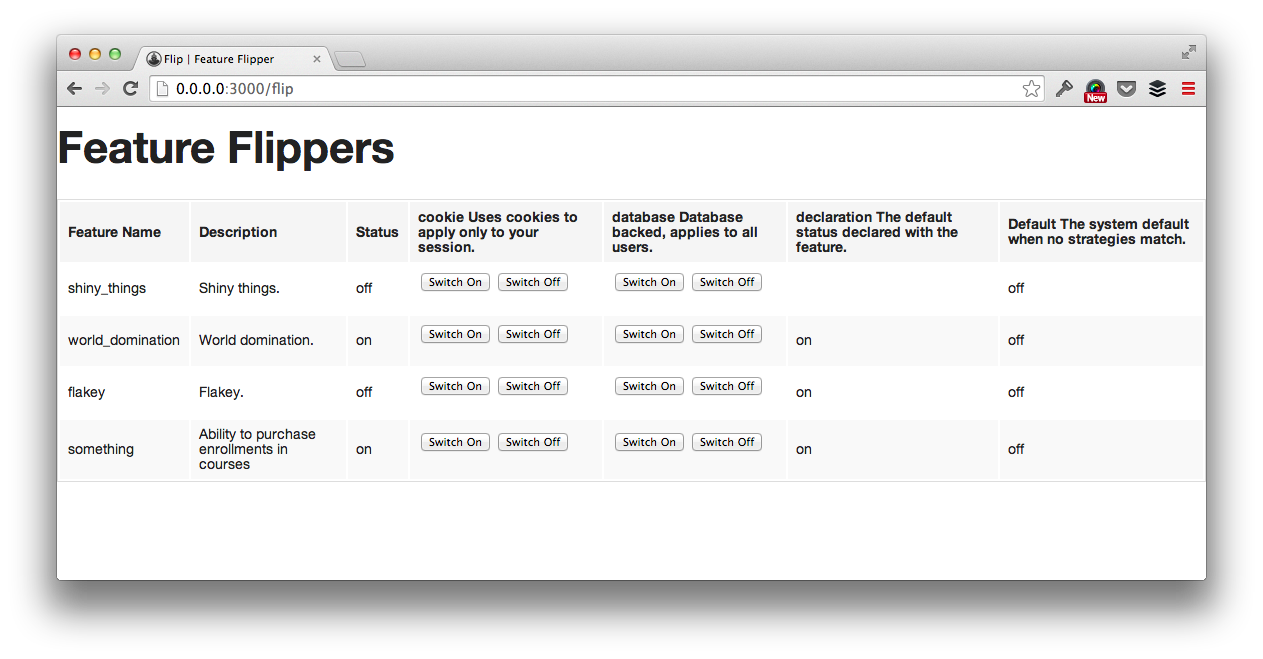 Flip | Feature Flipper
0.0.0.0:3000/flip
New
Feature Flippers
Feature Name
Description
Status
cookie Uses cookies to
apply only to your
session.
database Database
backed, applies to all
users.
declaration The default
status declared with the
feature.
Default The system default
when no strategies match.
shiny_things
Shiny things.
off
Switch On
Switch Off
Switch On
Switch Off
off
world_domination
World domination.
on
Switch On
Switch Off
Switch On
Switch Off
on
off
flakey
Flakey.
off
Switch On
Switch Off
Switch On
Switch Off
on
off
something
Ability to purchase
enrollments in
courses
on
Switch On
Switch Off
Switch On
Switch Off
on
off